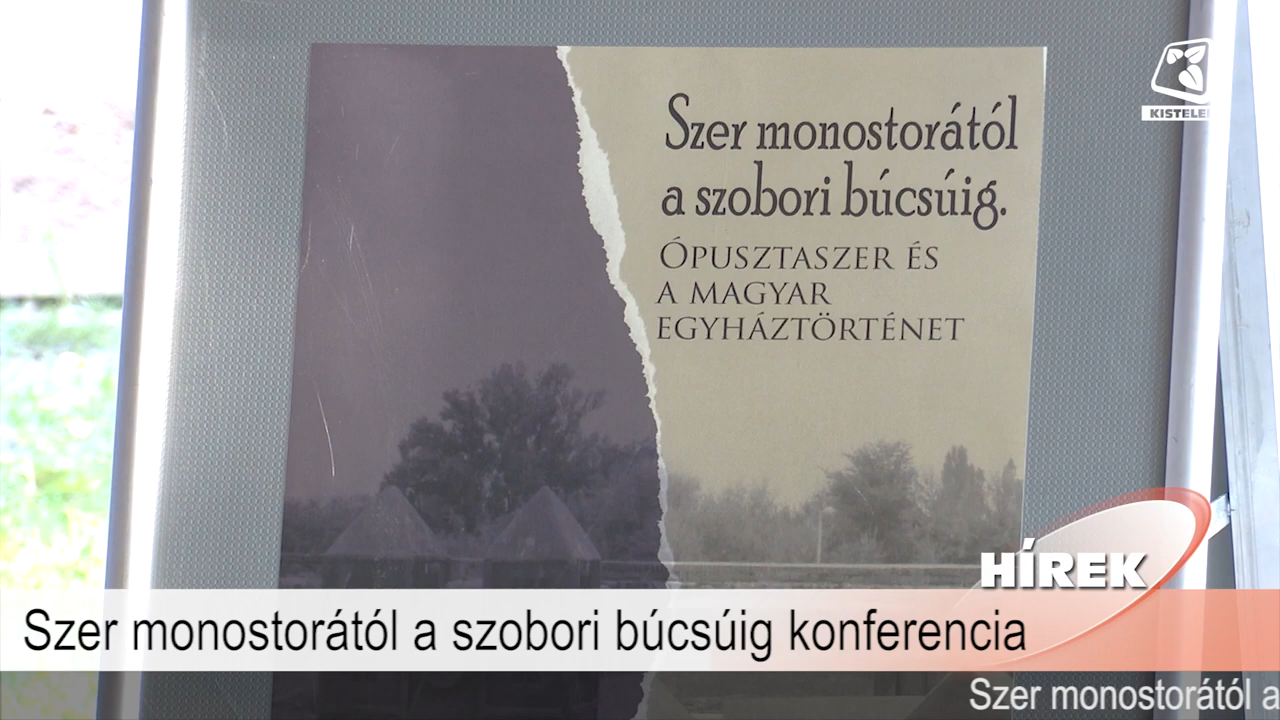 Szer monostorától
a szobori búcsúig.
ÓPUSZTASZER ÉS
A MAGYAR
EGYHÁZTÖRTÉNET
HÍREK
Szer monostorától a szobori búcsúig konferencia
Szer monostorától a